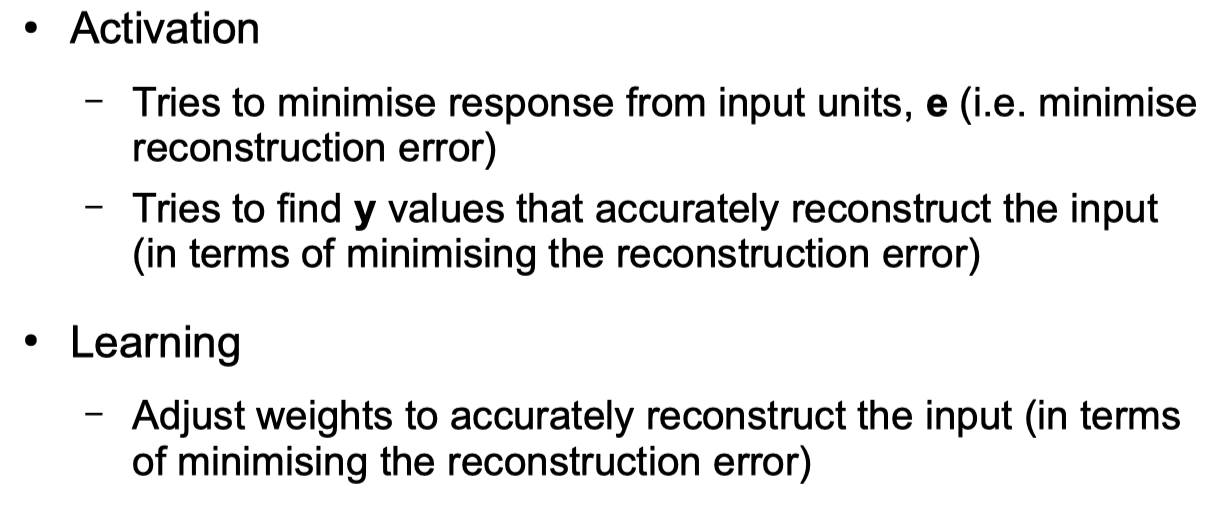 • Activation
– Tries to minimise response from input units, e (i.e. minimise
reconstruction error)
– Tries to find y values that accurately reconstruct the input
(in terms of minimising the reconstruction error)
• Learning
– Adjust weights to accurately reconstruct the input (in terms
of minimising the reconstruction error)